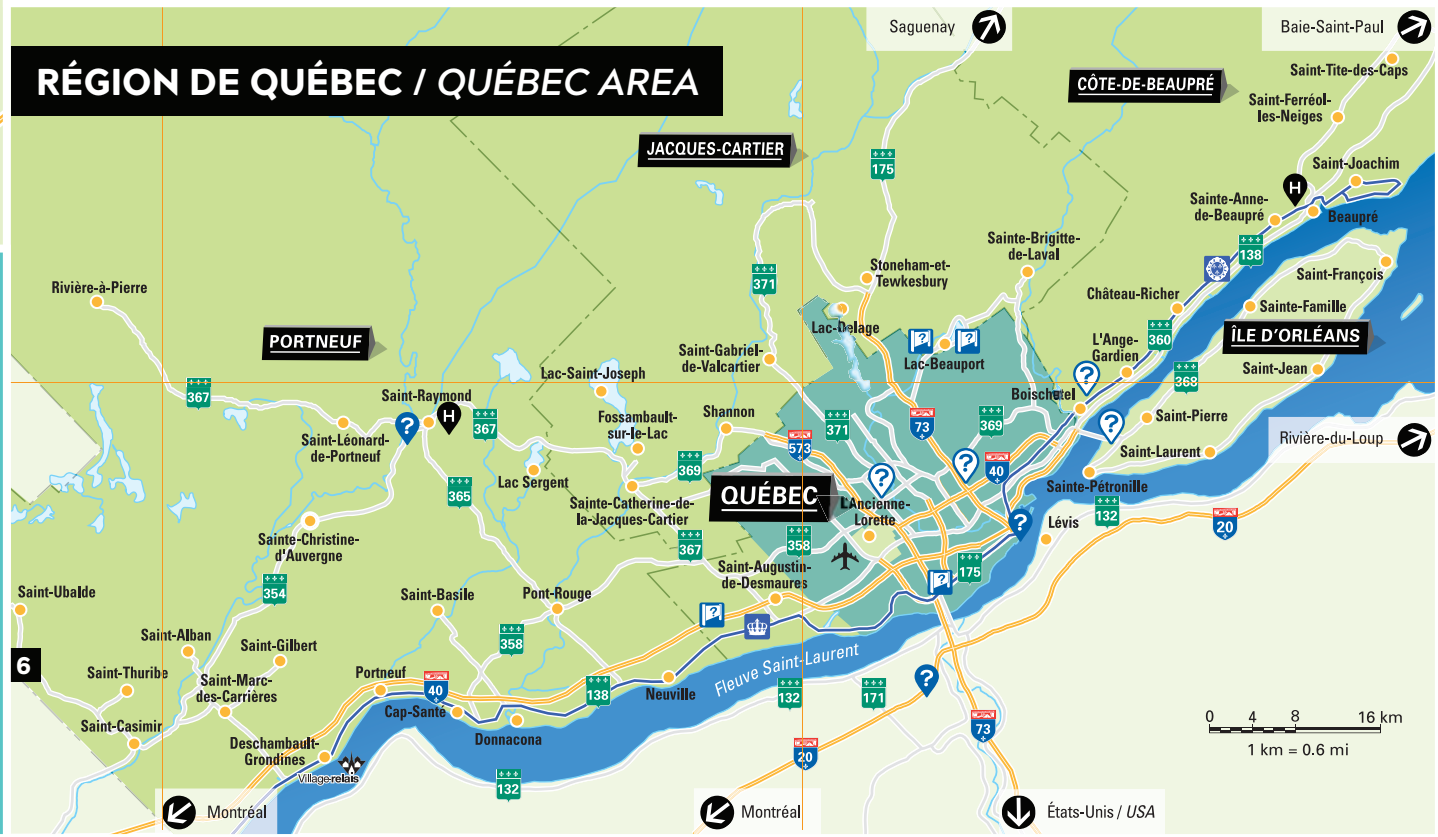 RÉGION DE QUÉBEC / QUÉBEC AREA
Saguenay
Baie-Saint-Paul
CÔTE-DE-BEAUPRÉ
Saint-Tite-des-Caps
Saint-Ferréol-
les-Neiges
JACQUES-CARTIER
175
Saint-Joachim
H
Sainte-Anne-
de-Beaupré
Beaupré
138
Sainte-Brigitte-
de-Laval
Stoneham-et-
Tewkesbury
371
Saint-François
Rivière-à-Pierre
Château-Richer
Sainte-Famille
Lac-Delage
PORTNEUF
ÎLE D'ORLÉANS
360
L'Ange-
Gardien
?
?
Lac-Beauport
Saint-Gabriel-
de-Valcartier
Lac-Saint-Joseph
Saint-Jean
368
367
Saint-Raymond
H
?
367
Boischatel
?
Saint-Pierre
?
Saint-Léonard-
de-Portneuf
Fossambault-
sur-le-Lac
Shannon
371
73
369
573
Rivière-du-Loup
Saint-Laurent
369
Lac Sergent
365
?
?
40
Sainte-Pétronille
Sainte-Catherine-de-
la-Jacques-Cartier
QUÉBEC
L'Ancienne-
Lorette
?
Lévis
132
20
Sainte-Christine-
d'Auvergne
367
358
Saint-Augustin-
de-Desmaures
175
?
354
Saint-Ubalde
Saint-Basile
Pont-Rouge
?
Saint-Alban
Saint-Gilbert
358
6
Saint-Thuribe
Saint-Marc-
des-Carrières
Portneuf
40
138
Neuville
Fleuve Saint-Laurent
132
171
?
Saint-Casimir
Cap-Santé
Donnacona
73
0 4 8 16 km
1 km = 0.6 mi
Deschambault-
Grondines
Village-relais
20
132
Montréal
Montréal
États-Unis / USA